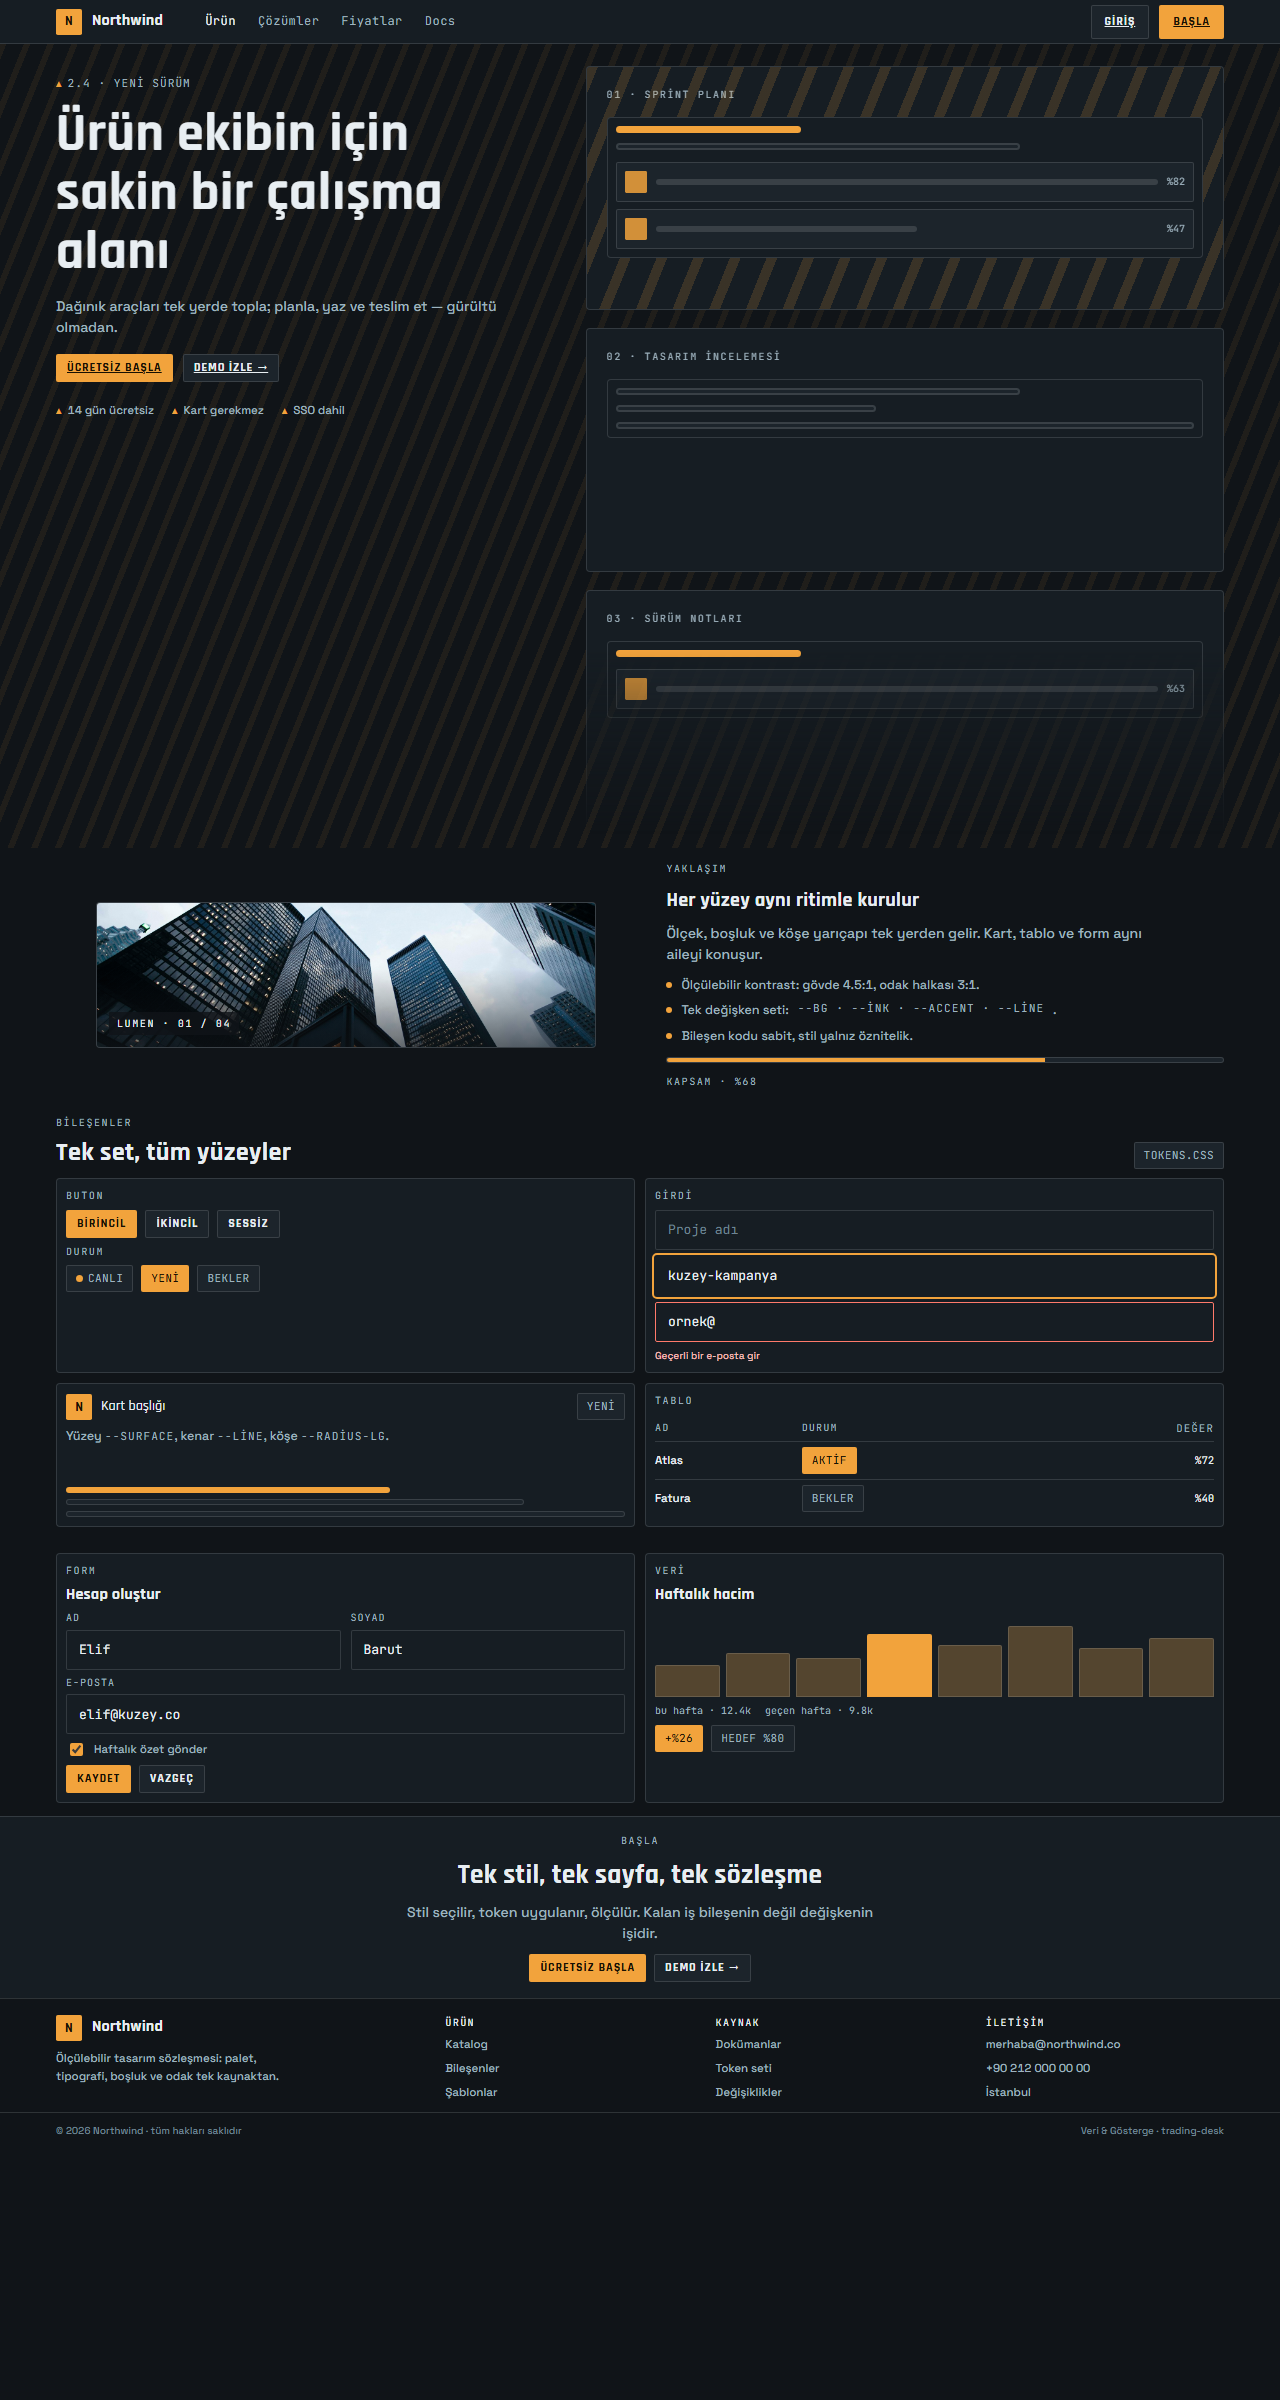 N Northwind Ürün Çözümler Fiyatlar Docs GİRİŞ BAŞLA
▲ 2.4 · YENİ SÜRÜM
Ürün ekibin için
sakin bir çalışma
alanı
Dağınık araçları tek yerde topla; planla, yaz ve teslim et — gürültü
olmadan.
ÜCRETSİZ BAŞLA DEMO İZLE →
▲ 14 gün ücretsiz ▲ Kart gerekmez ▲ SSO dahil
01 · SPRİNT PLANI
%82
%47
02 · TASARIM İNCELEMESİ
03 · SÜRÜM NOTLARI
%63
LUMEN · 01 / 04
YAKLAŞIM
Her yüzey aynı ritimle kurulur
Ölçek, boşluk ve köşe yarıçapı tek yerden gelir. Kart, tablo ve form aynı
aileyi konuşur.
Ölçülebilir kontrast: gövde 4.5:1, odak halkası 3:1.
Tek değişken seti: --BG · --İNK · --ACCENT · --LİNE .
Bileşen kodu sabit, stil yalnız öznitelik.
KAPSAM · %68
BİLEŞENLER
Tek set, tüm yüzeyler
TOKENS.CSS
BUTON
BİRİNCİL İKİNCİL SESSİZ
DURUM
CANLI YENİ BEKLER
GİRDİ
Proje adı
kuzey-kampanya
ornek@
Geçerli bir e-posta gir
N Kart başlığı YENİ
Yüzey --SURFACE, kenar --LİNE, köşe --RADİUS-LG.
TABLO
AD DURUM DEĞER
Atlas AKTİF %72
Fatura BEKLER %40
FORM
Hesap oluştur
AD SOYAD
Elif Barut
E-POSTA
elif@kuzey.co
Haftalık özet gönder
KAYDET VAZGEÇ
VERİ
Haftalık hacim
bu hafta · 12.4k geçen hafta · 9.8k
+%26 HEDEF %80
BAŞLA
Tek stil, tek sayfa, tek sözleşme
Stil seçilir, token uygulanır, ölçülür. Kalan iş bileşenin değil değişkenin
işidir.
ÜCRETSİZ BAŞLA DEMO İZLE →
N Northwind
Ölçülebilir tasarım sözleşmesi: palet,
tipografi, boşluk ve odak tek kaynaktan.
ÜRÜN
Katalog
Bileşenler
Şablonlar
KAYNAK
Dokümanlar
Token seti
Değişiklikler
İLETİŞİM
merhaba@northwind.co
+90 212 000 00 00
İstanbul
© 2026 Northwind · tüm hakları saklıdır
Veri & Gösterge · trading-desk